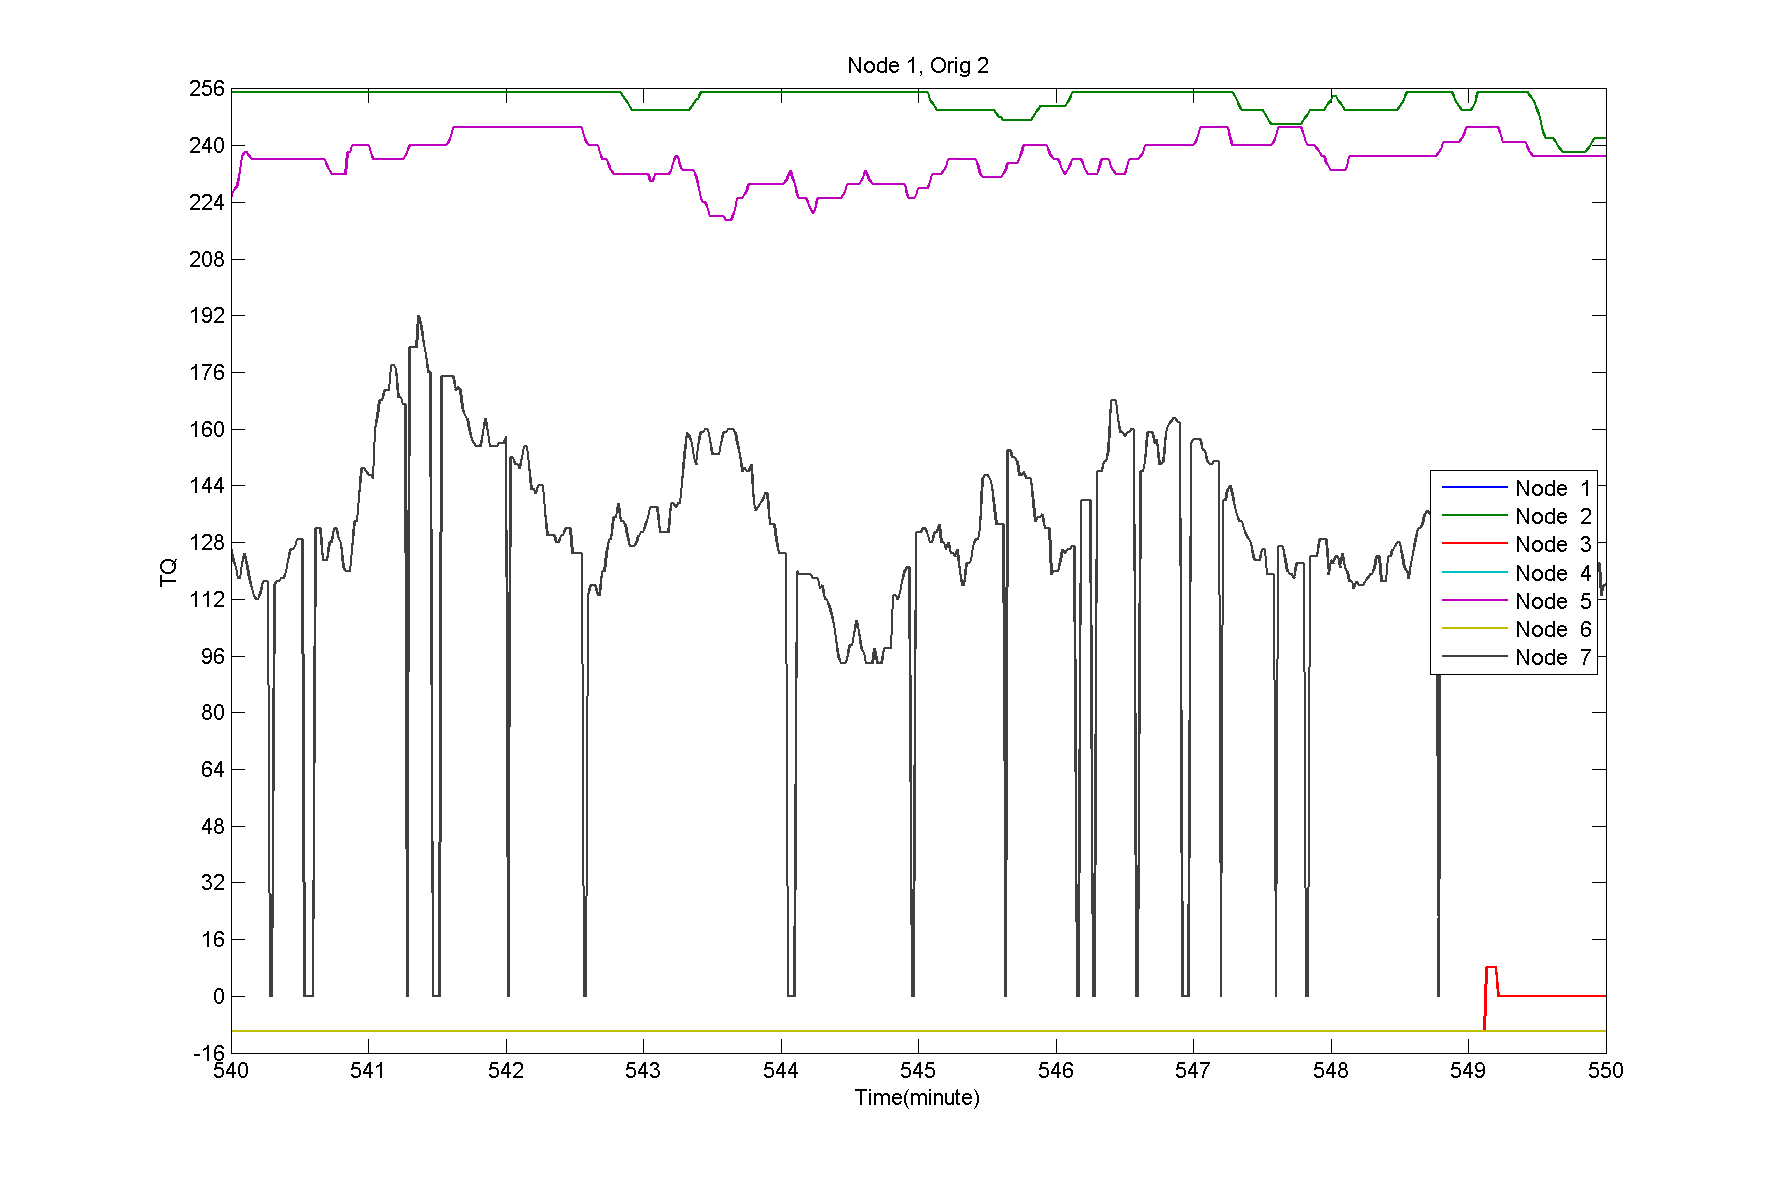 Node 1, Orig 2
256
240
224
208
192
176
160
144
128
112
96
80
64
48
32
16
0
-16
TQ
Node 1
Node 2
Node 3
Node 4
Node 5
Node 6
Node 7
540 541 542 543 544 545 546 547 548 549 550
Time(minute)